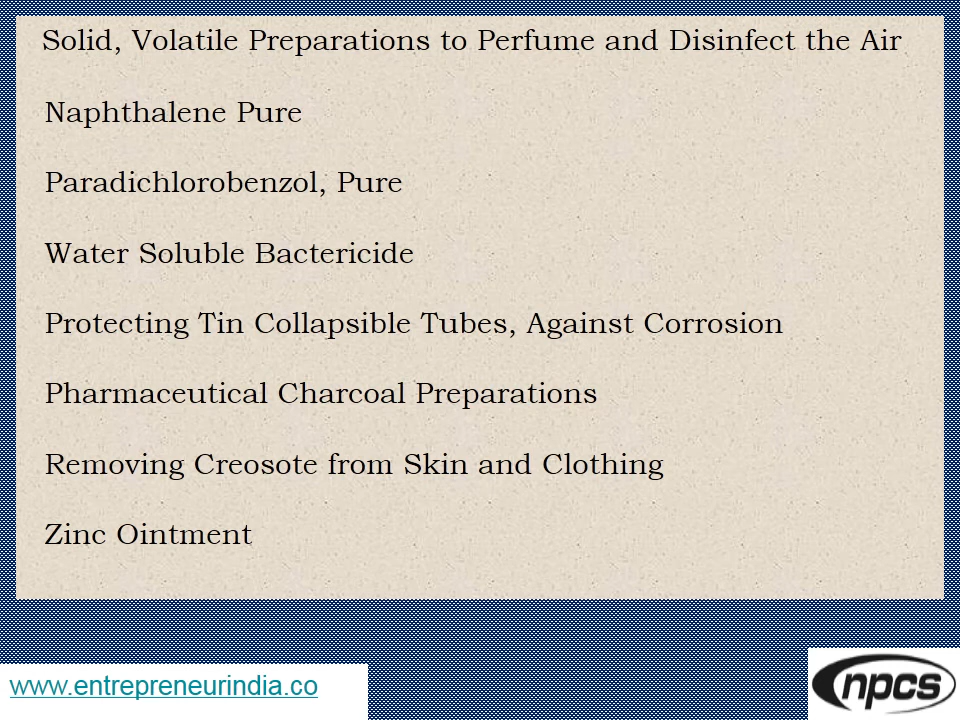 Solid, Volatile Preparations to Perfume and Disinfect the Air
Naphthalene Pure
Paradichlorobenzol, Pure
Water Soluble Bactericide
Protecting Tin Collapsible Tubes, Against Corrosion
Pharmaceutical Charcoal Preparations
Removing Creosote from Skin and Clothing
Zinc Ointment
www.entrepreneurindia.co
npcs